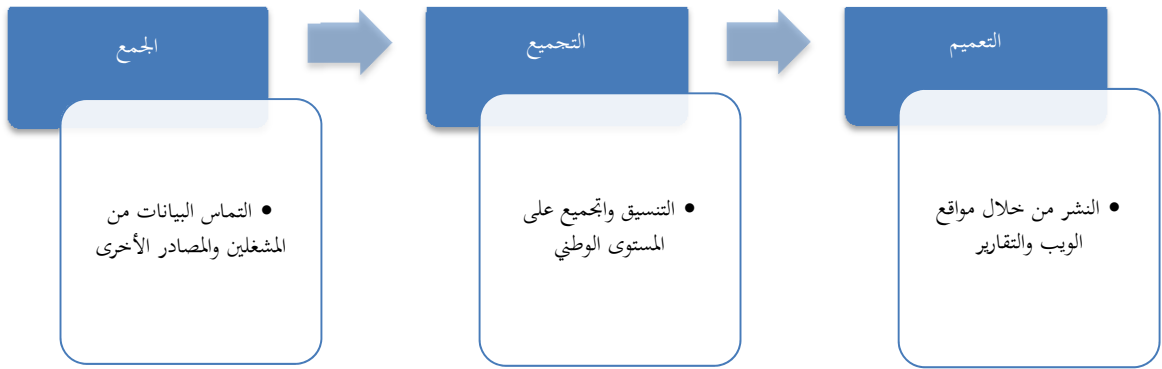 الجمع
• التماس البيانات من
المشغلين والمصادر الأخرى
التجميع
• التنسيق واتجميع على
المستوى الوطني
التعميم
• النشر من خلال مواقع
الويب والتقارير